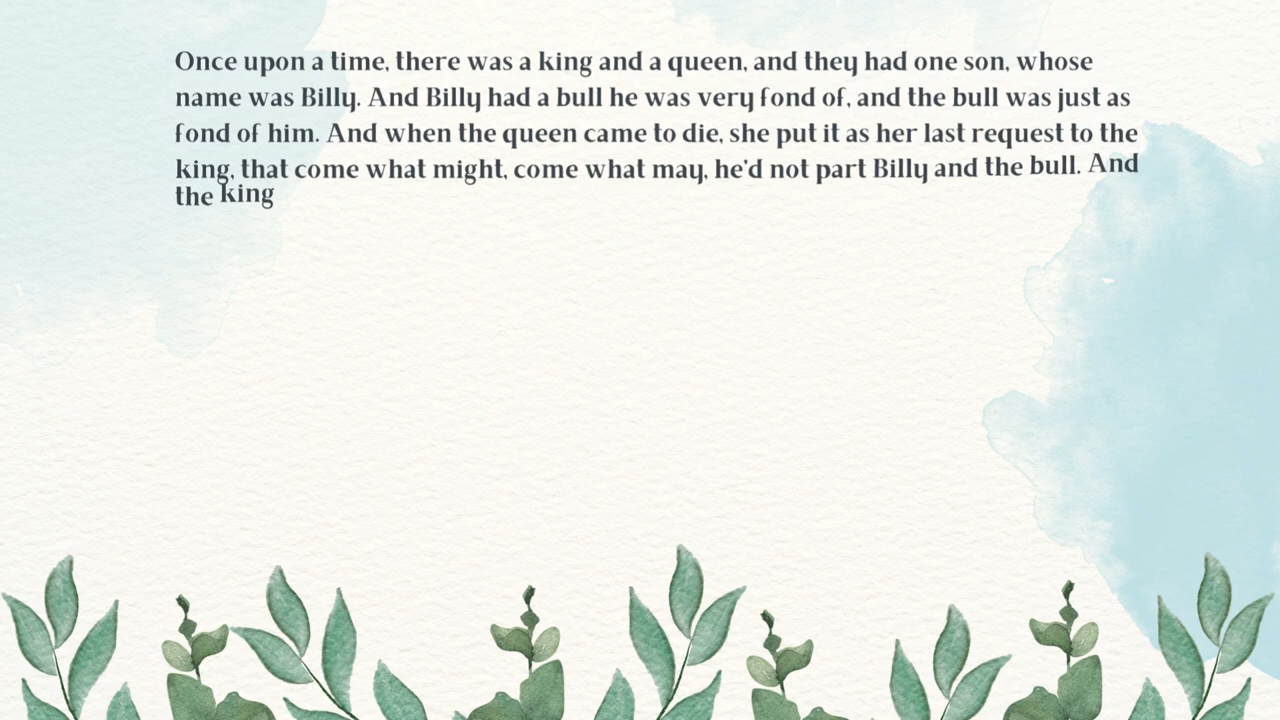 Once upon a time, there was a king and a queen, and they had one son, whose
name was Billy. And Billy had a bull he was very fond of, and the bull was just as
fond of him. And when the queen came to die, she put it as her last request to the
king, that come what might, come what may, he'd not part Billy and the bull. And
the king